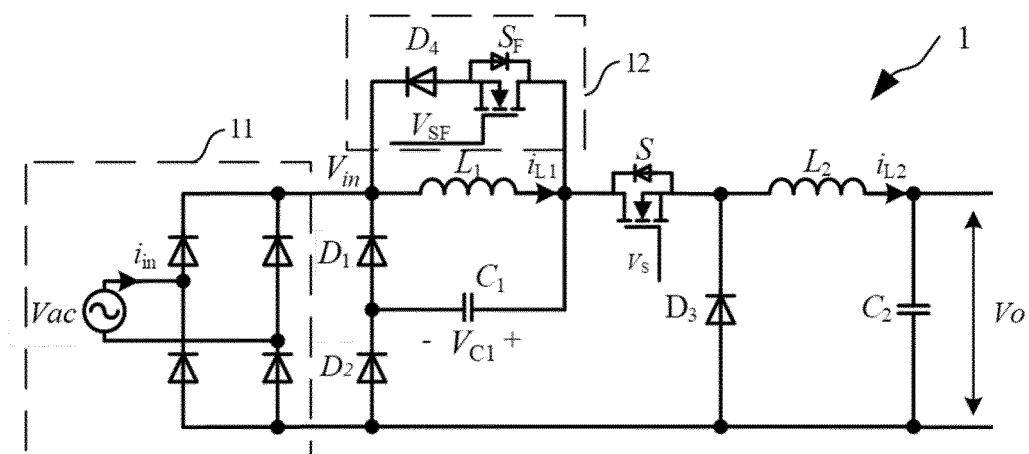 D4
SF
12
1
VSF
11
Vin
L1
iL1
S
L2
iL2
iin
D1
C1
VS
Vac
D3
C2
Vo
- VC1 +
D2